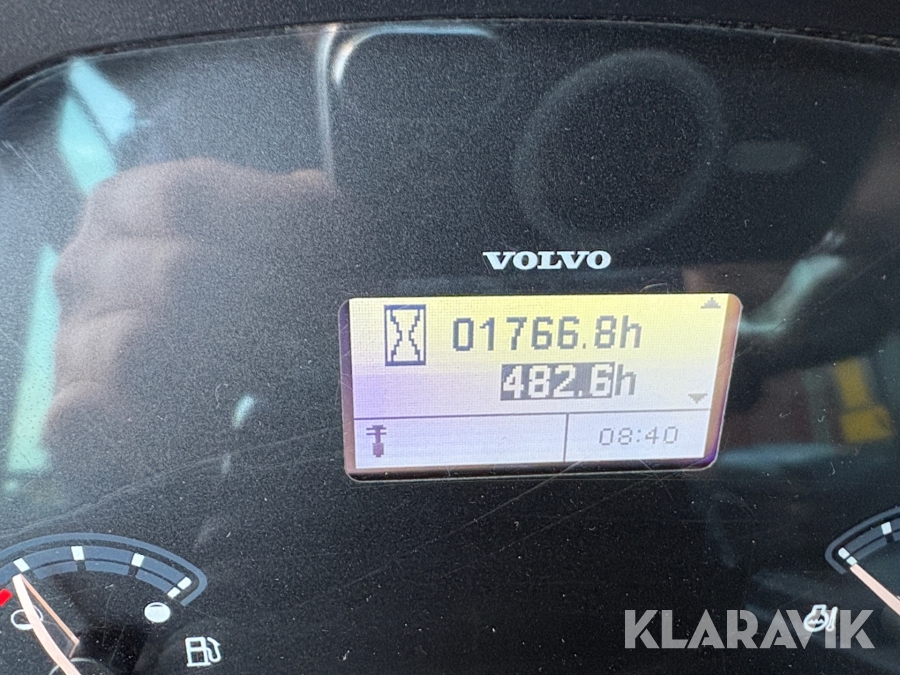 VOLVO
01766.8h
482.6h
08:40
KLARAVIK